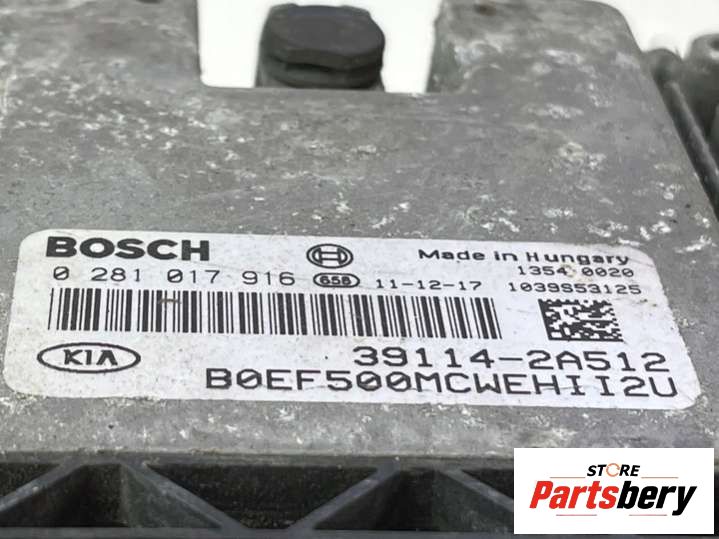 BOSCH Made in Hungary
1354 0020
0 281 017 916 658 11-12-17 1039S53125
KIA 39114-2A512
B0EF500MCWEHII2U
STORE
Partsbery